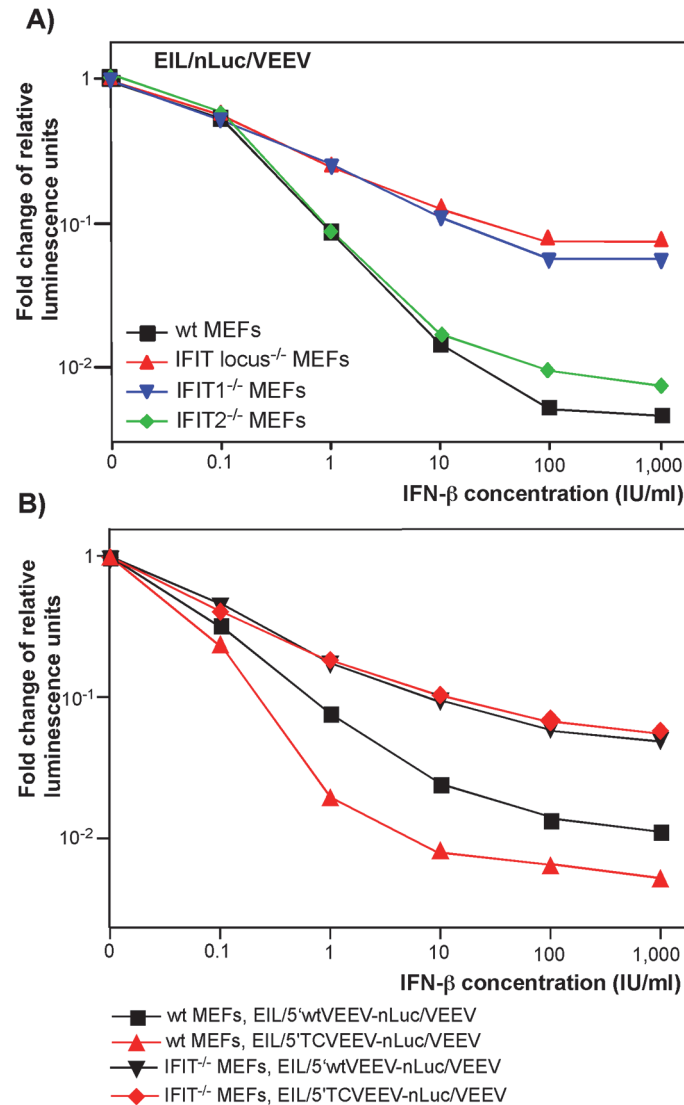 A)
EIL/nLuc/VEEV
Fold change of relative
luminescence units
1
10⁻¹
10⁻²
wt MEFs
IFIT locus⁻/⁻ MEFs
IFIT1⁻/⁻ MEFs
IFIT2⁻/⁻ MEFs
0 0.1 1 10 100 1,000
IFN-β concentration (IU/ml)
B)
Fold change of relative
luminescence units
1
10⁻¹
10⁻²
0 0.1 1 10 100 1,000
IFN-β concentration (IU/ml)
wt MEFs, EIL/5‘wtVEEV-nLuc/VEEV
wt MEFs, EIL/5'TCVEEV-nLuc/VEEV
IFIT⁻/⁻ MEFs, EIL/5‘wtVEEV-nLuc/VEEV
IFIT⁻/⁻ MEFs, EIL/5'TCVEEV-nLuc/VEEV